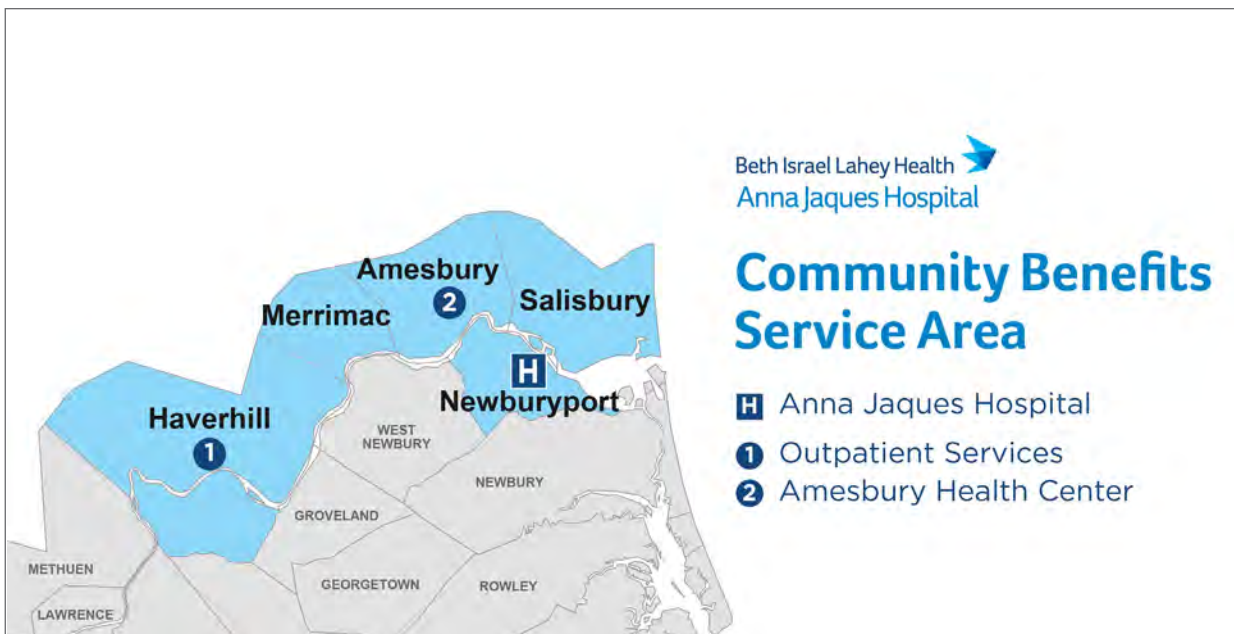 Beth Israel Lahey Health
Anna Jaques Hospital
Community Benefits
Service Area
H Anna Jaques Hospital
1 Outpatient Services
2 Amesbury Health Center
Amesbury
2
Salisbury
Merrimac
H
Newburyport
Haverhill
1
WEST
NEWBURY
NEWBURY
GROVELAND
METHUEN
GEORGETOWN
ROWLEY
LAWRENCE